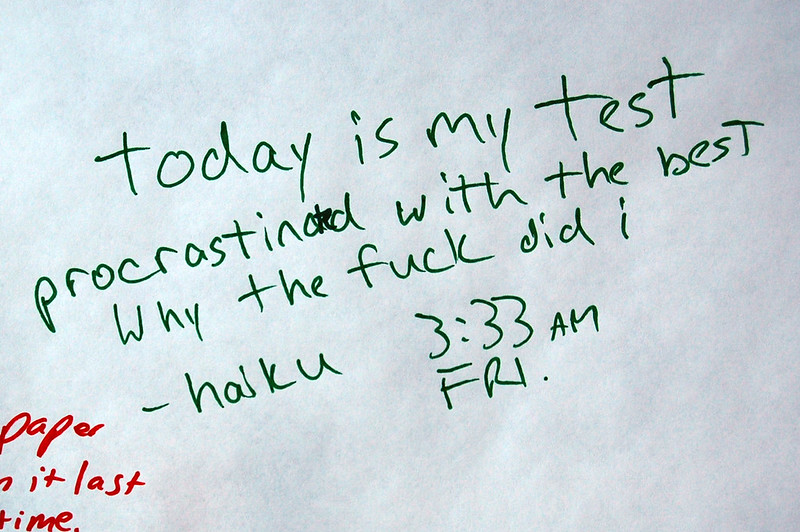 today is my test
procrastinated with the best
Why the fuck did i
- haiku
3:33 AM
FRI.
paper
it last
time.